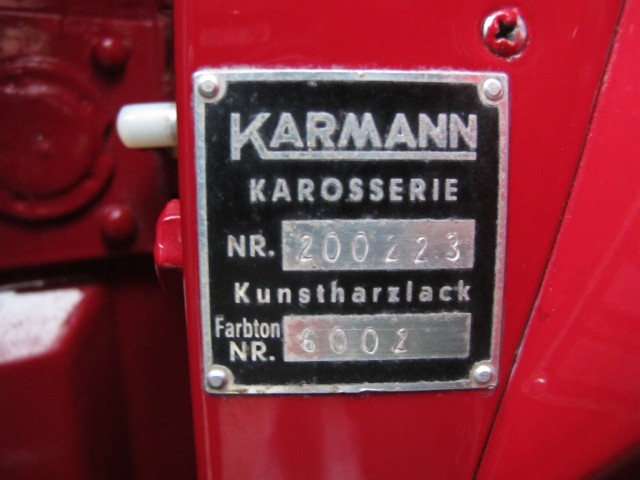 KARMANN
KAROSSERIE
NR. 200223
Kunstharzlack
Farbton
NR. 6002